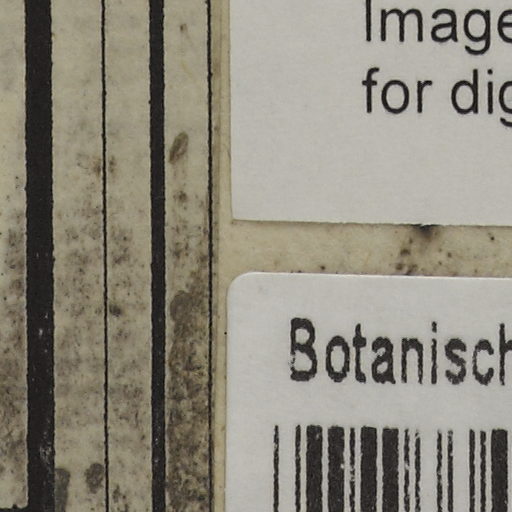 Image
for dig
Botanisch